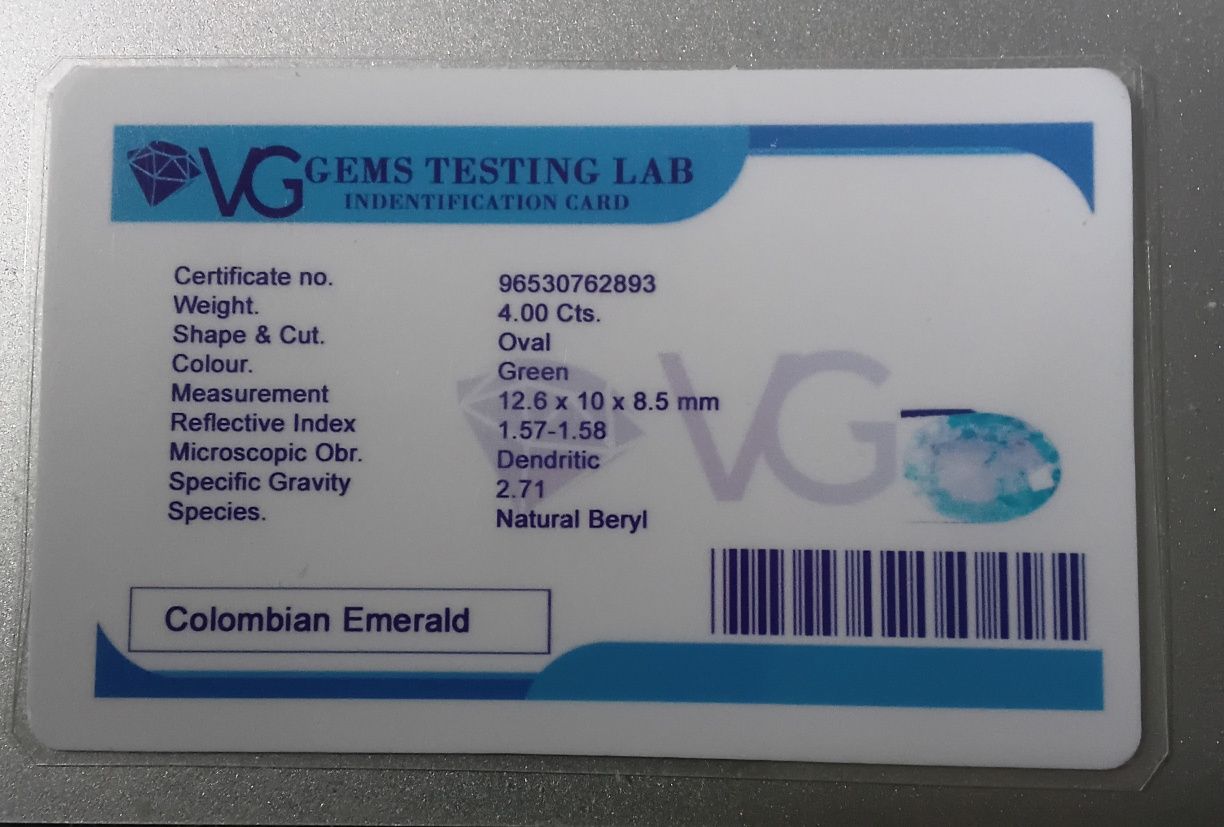 VG GEMS TESTING LAB
INDENTIFICATION CARD
Certificate no. 96530762893
Weight. 4.00 Cts.
Shape & Cut. Oval
Colour. Green
Measurement 12.6 x 10 x 8.5 mm
Reflective Index 1.57-1.58
Microscopic Obr. Dendritic
Specific Gravity 2.71
Species. Natural Beryl
VG
Colombian Emerald